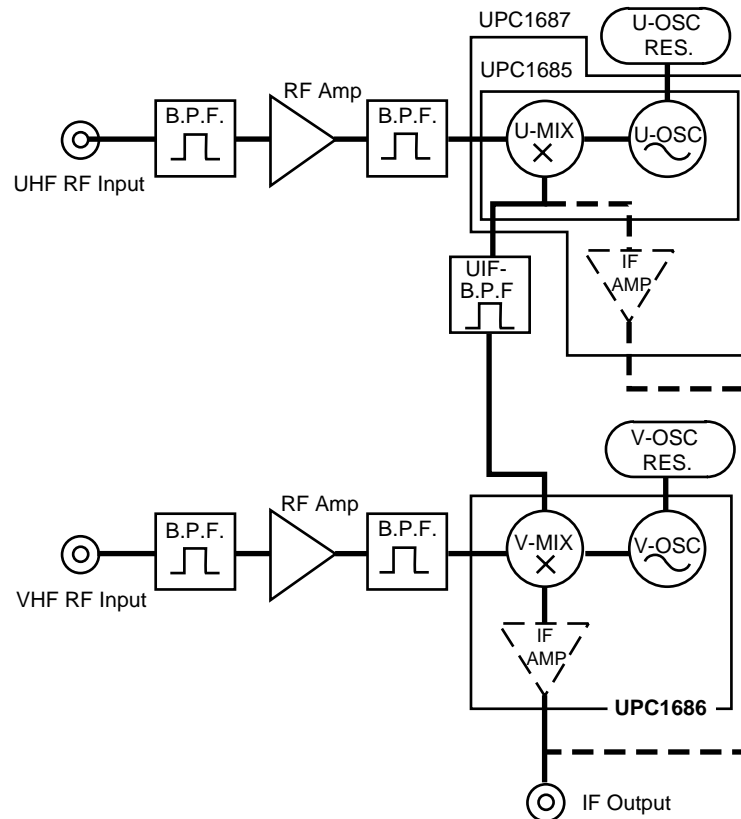 UPC1687
U-OSC
RES.
UPC1685
RF Amp
B.P.F.
B.P.F.
U-MIX
U-OSC
UHF RF Input
IF
AMP
UIF-
B.P.F
V-OSC
RES.
RF Amp
B.P.F.
B.P.F.
V-MIX
V-OSC
VHF RF Input
IF
AMP
UPC1686
IF Output